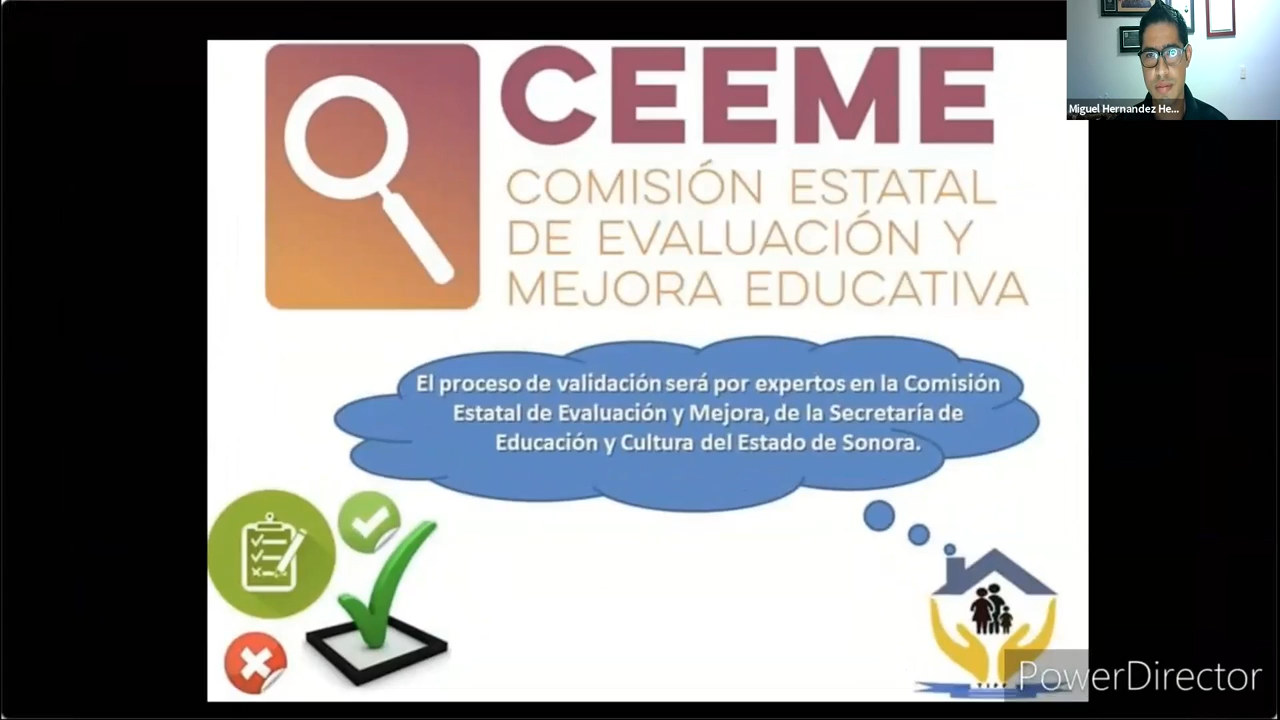 CEEME
COMISIÓN ESTATAL
DE EVALUACIÓN Y
MEJORA EDUCATIVA
Miguel Hernandez He...
El proceso de validación será por expertos en la Comisión
Estatal de Evaluación y Mejora, de la Secretaría de
Educación y Cultura del Estado de Sonora.
PowerDirector